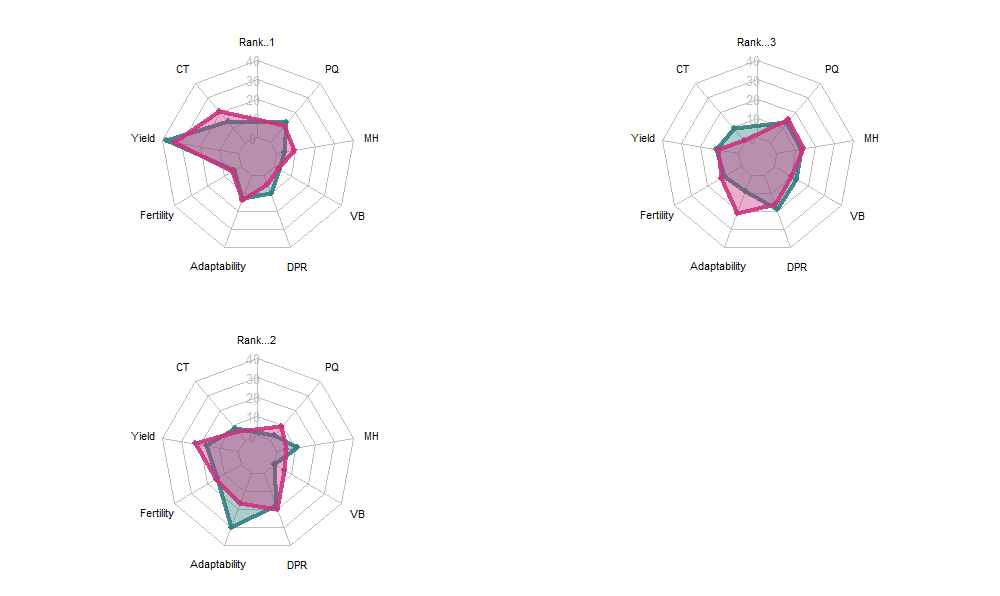 Rank..1
40
30
20
10
0
PQ
MH
VB
DPR
Adaptability
Fertility
Yield
CT
Rank...3
40
30
20
10
0
PQ
MH
VB
DPR
Adaptability
Fertility
Yield
CT
Rank...2
40
30
20
10
0
PQ
MH
VB
DPR
Adaptability
Fertility
Yield
CT